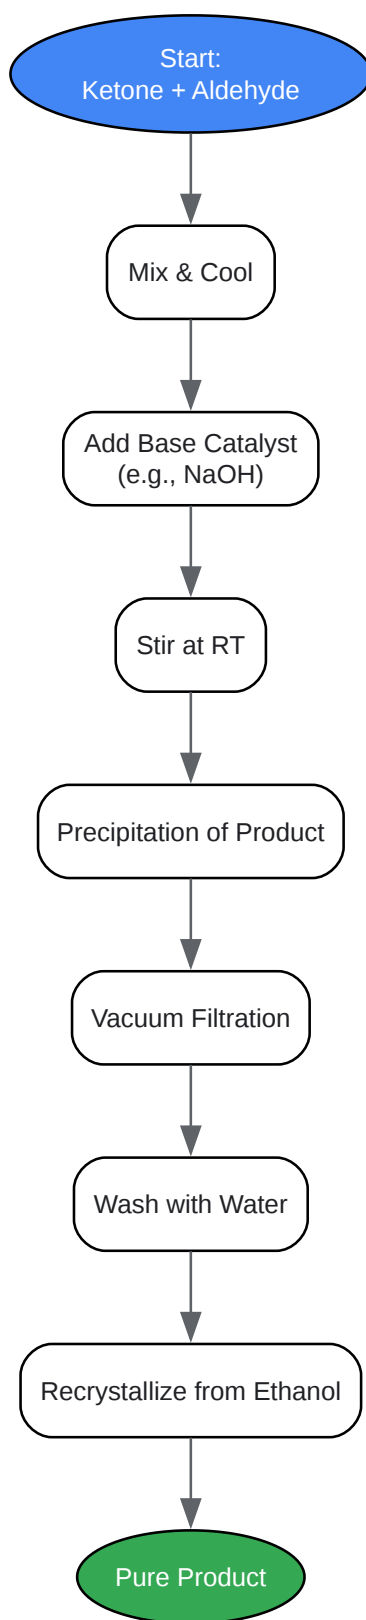 Start:
Ketone + Aldehyde
Mix & Cool
Add Base Catalyst
(e.g., NaOH)
Stir at RT
Precipitation of Product
Vacuum Filtration
Wash with Water
Recrystallize from Ethanol
Pure Product